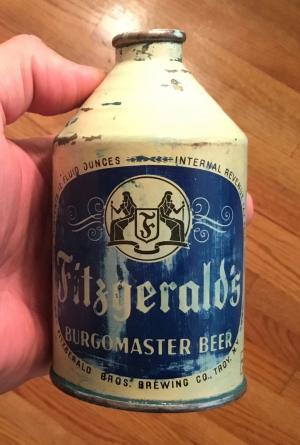 FLUID OUNCES INTERNAL REVENUE
F
Fitzgerald's
BURGOMASTER BEER
FITZGERALD BROS. BREWING CO., TROY, N.Y.